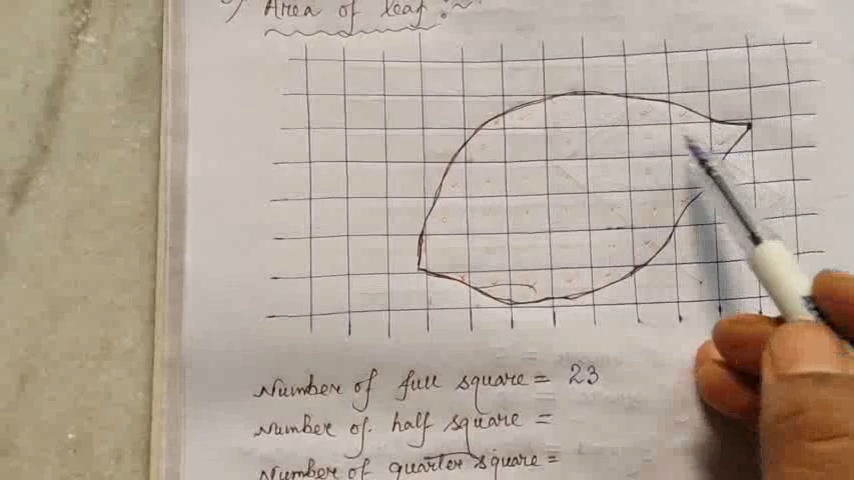 Area of leaf :~
Number of full square = 23
Number of half square =
Number of quarter square =